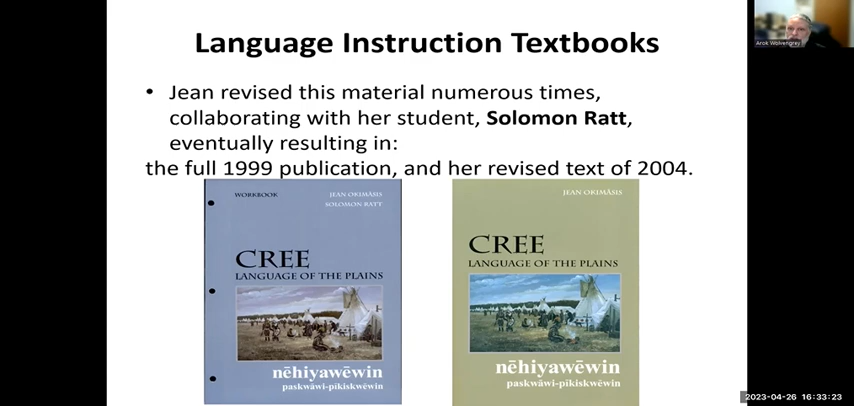 Language Instruction Textbooks
• Jean revised this material numerous times,
collaborating with her student, Solomon Ratt,
eventually resulting in:
the full 1999 publication, and her revised text of 2004.
WORKBOOK
JEAN OKIMĀSIS
SOLOMON RATT
CREE
LANGUAGE OF THE PLAINS
nēhiyawēwin
paskwāwi-pīkiskwēwin
JEAN OKIMĀSIS
CREE
LANGUAGE OF THE PLAINS
nēhiyawēwin
paskwāwi-pīkiskwēwin
Arok Wolvengrey
2023-04-26 16:33:23